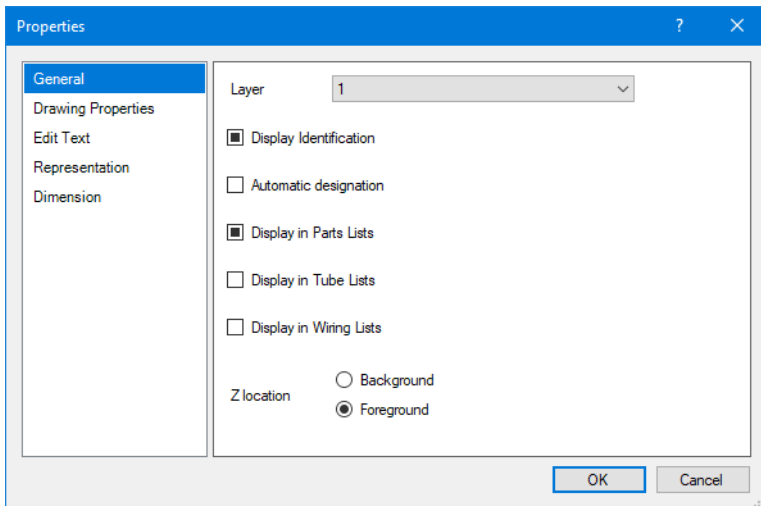 Properties
?
General
Drawing Properties
Edit Text
Representation
Dimension
Layer 1
Display Identification
Automatic designation
Display in Parts Lists
Display in Tube Lists
Display in Wiring Lists
Z location
Background
Foreground
OK Cancel